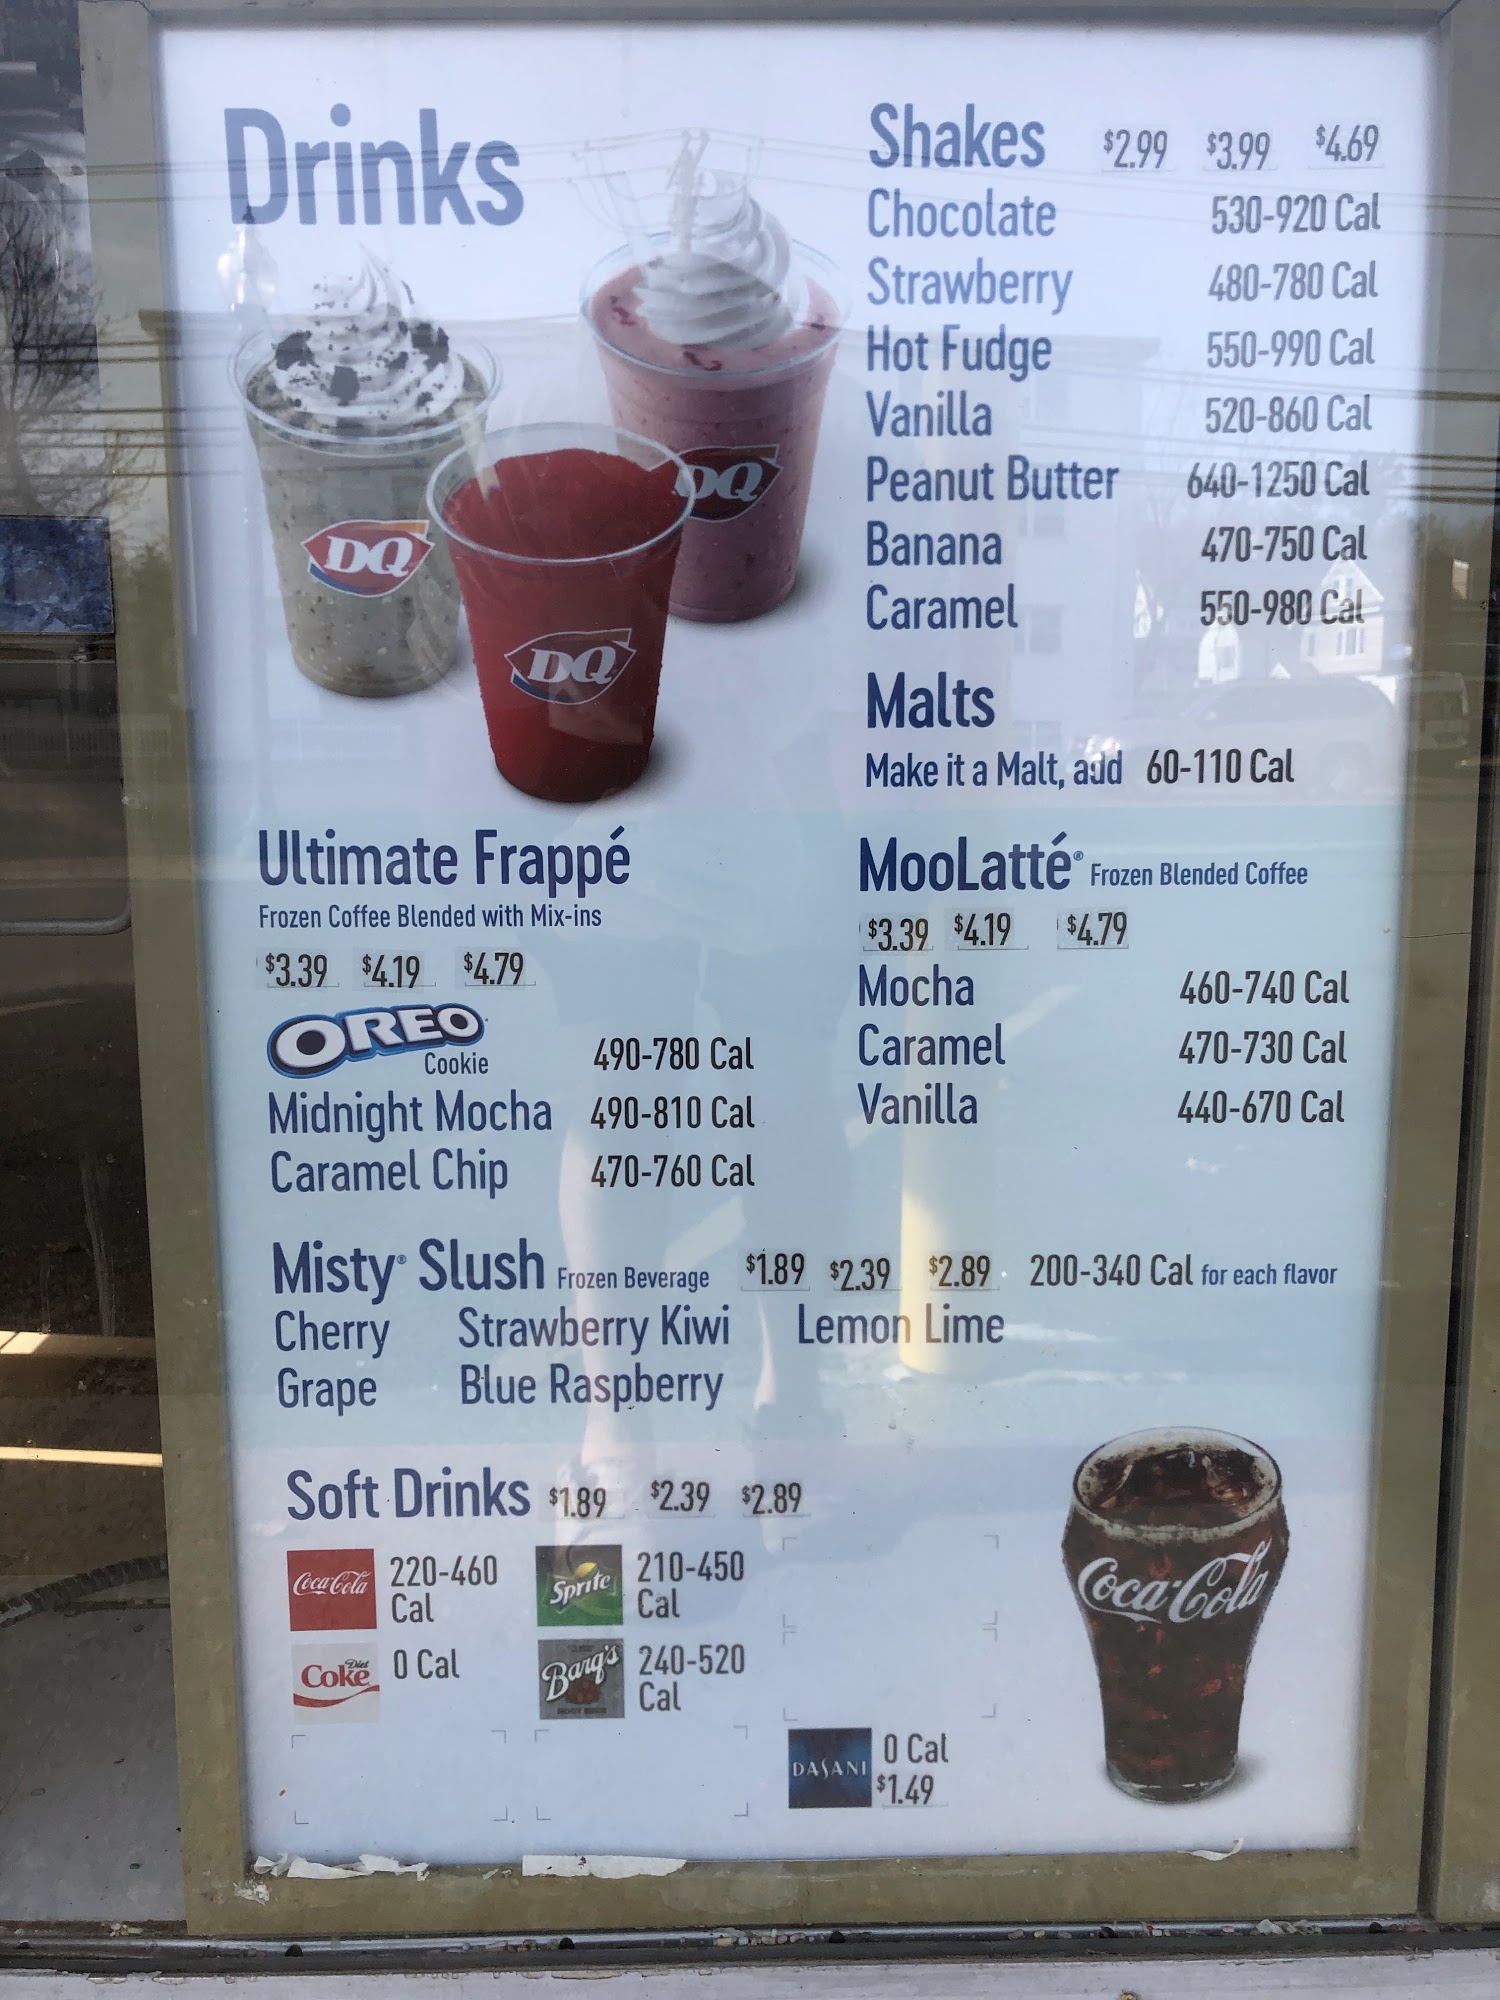 Drinks
DQ
DQ
DQ
Shakes $2.99 $3.99 $4.69
Chocolate 530-920 Cal
Strawberry 480-780 Cal
Hot Fudge 550-990 Cal
Vanilla 520-860 Cal
Peanut Butter 640-1250 Cal
Banana 470-750 Cal
Caramel 550-980 Cal
Malts
Make it a Malt, add 60-110 Cal
Ultimate Frappé
Frozen Coffee Blended with Mix-ins
$3.39 $4.19 $4.79
OREO
Cookie 490-780 Cal
Midnight Mocha 490-810 Cal
Caramel Chip 470-760 Cal
MooLatté® Frozen Blended Coffee
$3.39 $4.19 $4.79
Mocha 460-740 Cal
Caramel 470-730 Cal
Vanilla 440-670 Cal
Misty® Slush Frozen Beverage $1.89 $2.39 $2.89 200-340 Cal for each flavor
Cherry Strawberry Kiwi Lemon Lime
Grape Blue Raspberry
Soft Drinks $1.89 $2.39 $2.89
Coca-Cola 220-460
Cal
Sprite 210-450
Cal
Diet
Coke 0 Cal
Barq's 240-520
Cal
DASANI 0 Cal
$1.49
Coca-Cola